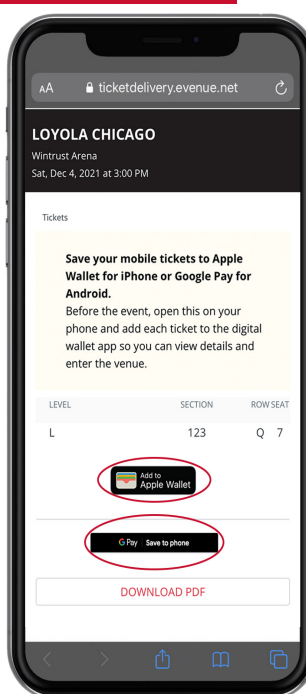 AA ticketdelivery.evenue.net
LOYOLA CHICAGO
Wintrust Arena
Sat, Dec 4, 2021 at 3:00 PM
Tickets
Save your mobile tickets to Apple
Wallet for iPhone or Google Pay for
Android.
Before the event, open this on your
phone and add each ticket to the digital
wallet app so you can view details and
enter the venue.
LEVEL SECTION ROW SEAT
L 123 Q 7
Add to
Apple Wallet
G Pay Save to phone
DOWNLOAD PDF